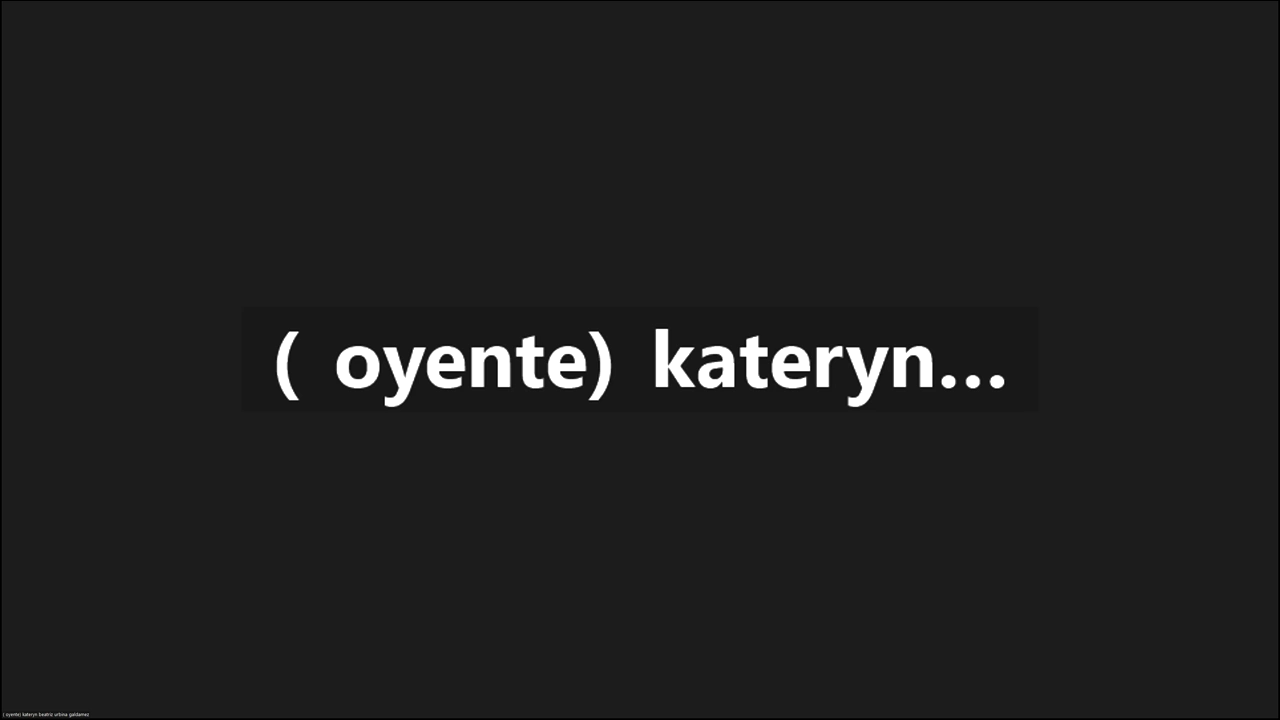 ( oyente) kateryn...
( oyente) kateryn beatriz urbina galdamez